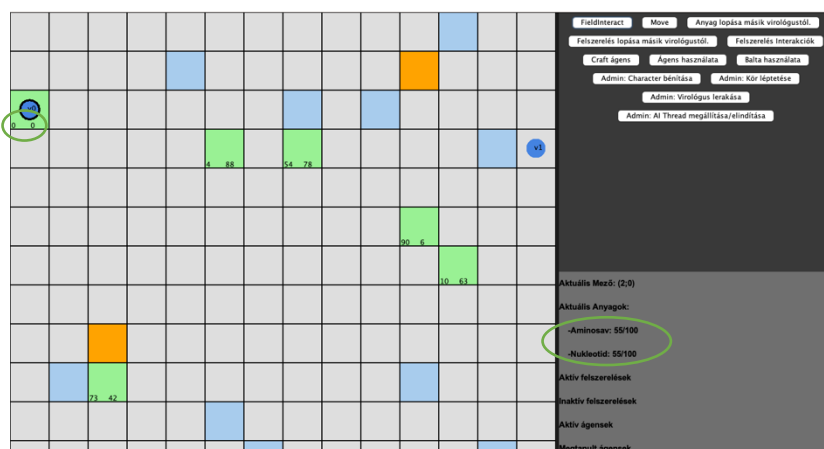 FieldInteract Move Anyag lopása másik virológustól.
Felszerelés lopása másik virológustól. Felszerelés Interakciók
Craft ágens Ágens használata Balta használata
Admin: Character bénítása Admin: Kör léptetése
Admin: Virológus lerakása
Admin: AI Thread megállítása/elindítása
v0
0 0
v1
4 88 54 78
90 6
10 63
73 42
Aktuális Mező: (2;0)
Aktuális Anyagok:
-Aminosav: 55/100
-Nukleotid: 55/100
Aktív felszerelések
Inaktív felszerelések
Aktív ágensek
Megtanult ágensek